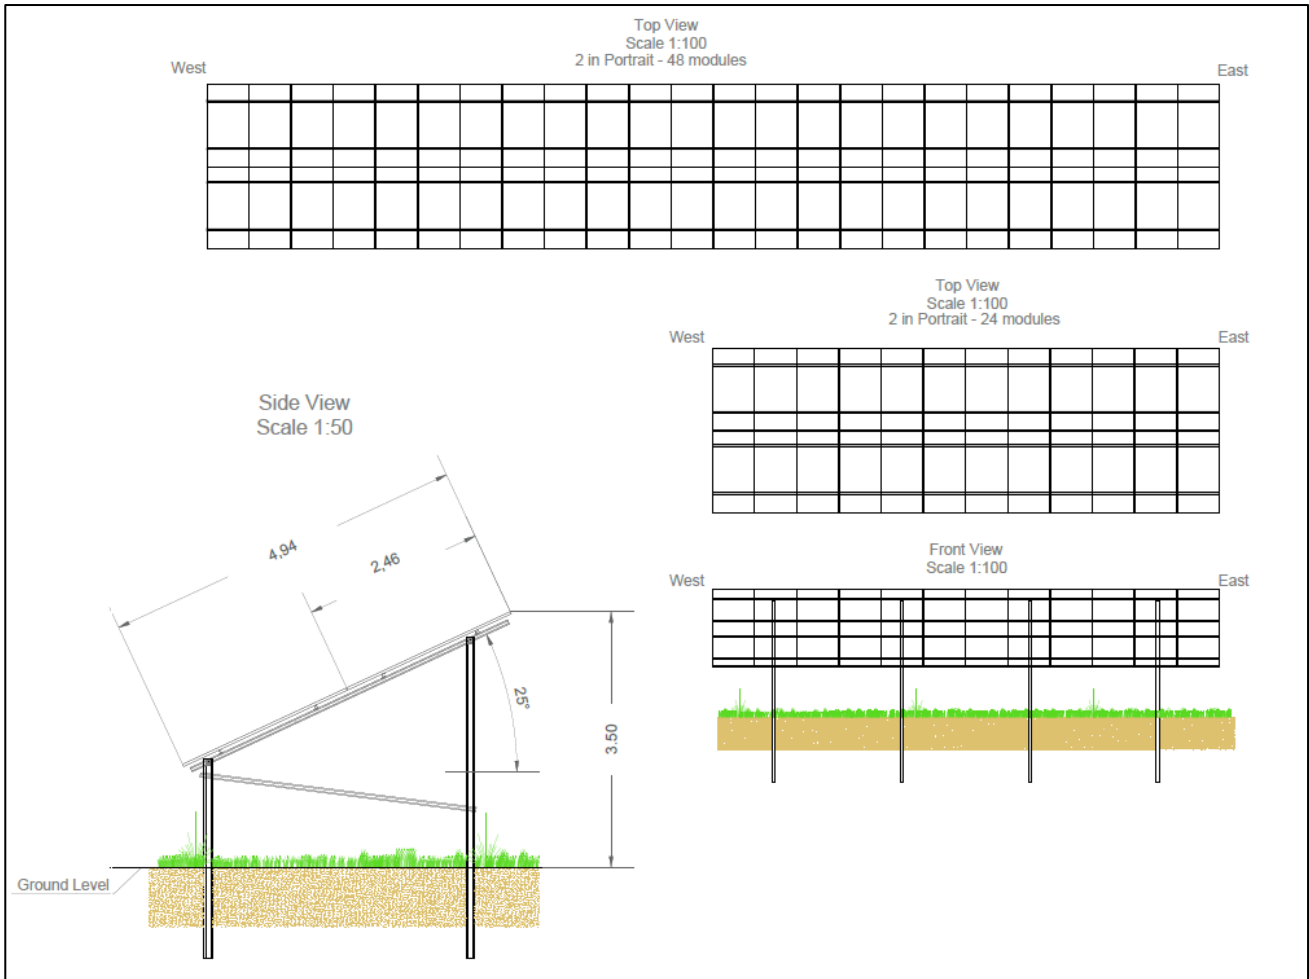 Top View
Scale 1:100
2 in Portrait - 48 modules
West
East
Top View
Scale 1:100
2 in Portrait - 24 modules
West
East
Side View
Scale 1:50
4,94
2,46
25°
3.50
Ground Level
Front View
Scale 1:100
West
East